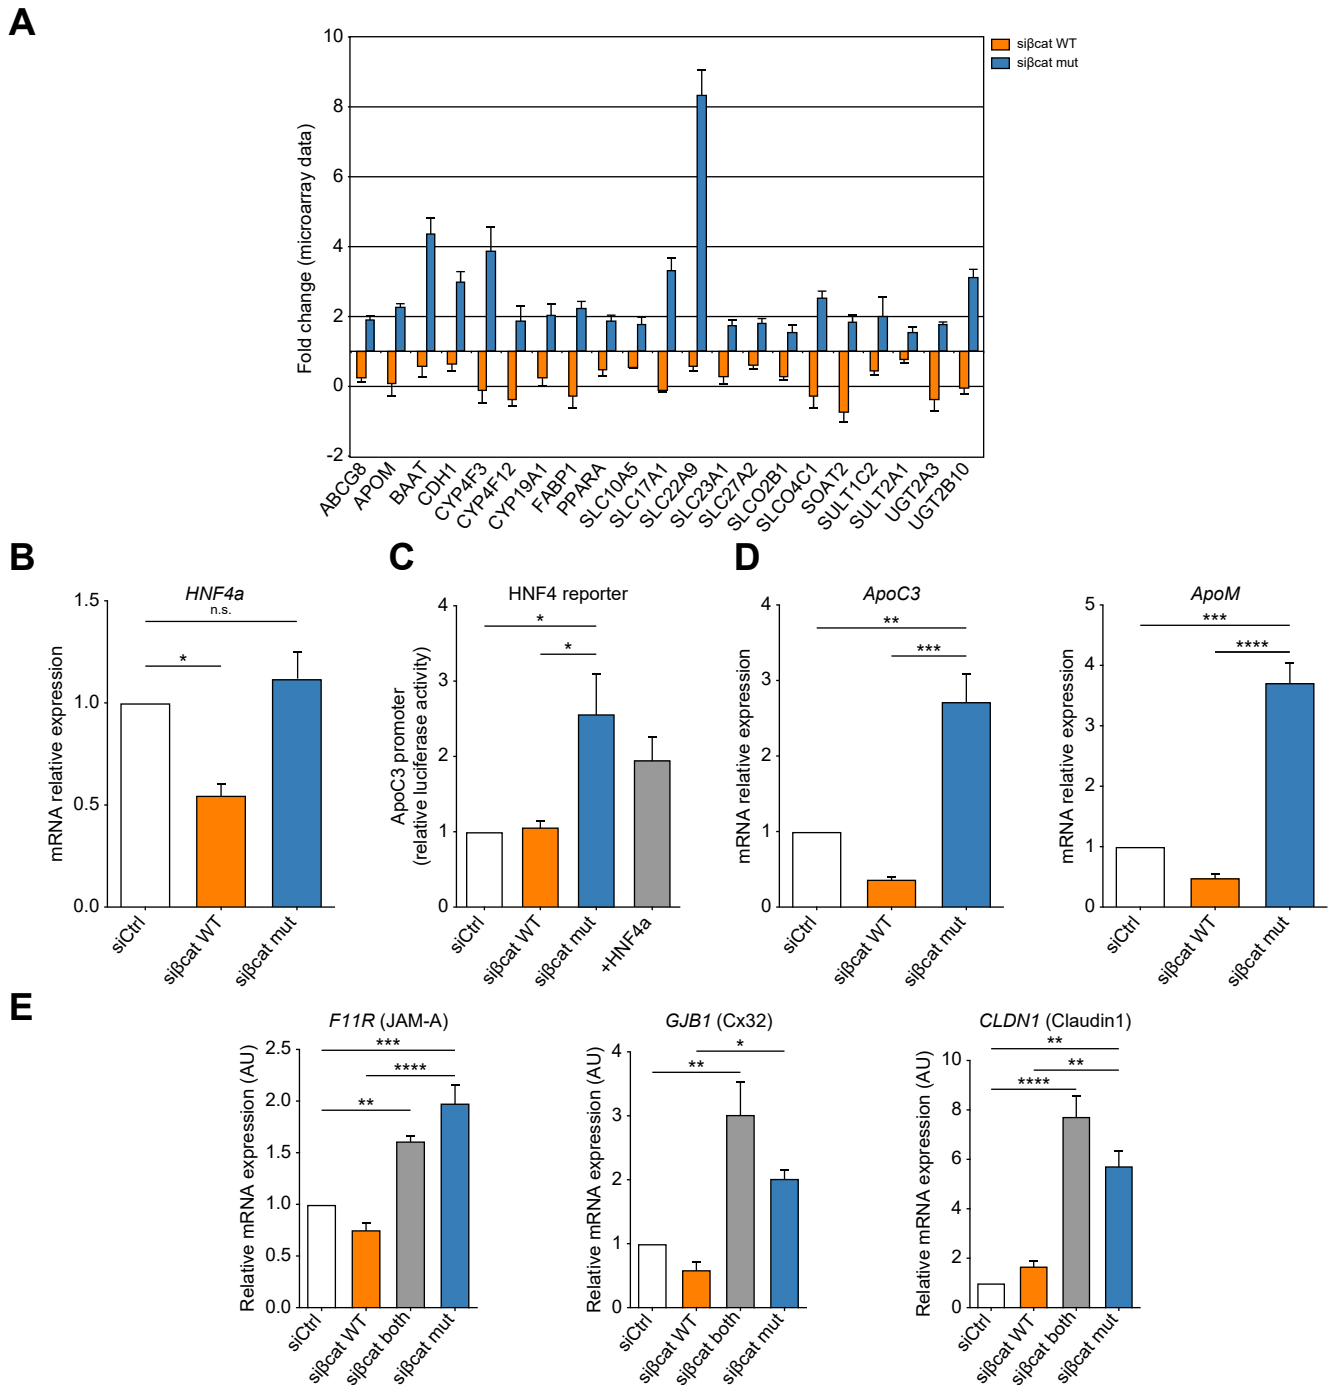 A
10
8
6
4
2
0
-2
Fold change (microarray data)
siβcat WT
siβcat mut
ABCG8
APOM
BAAT
CDH1
CYP4F3
CYP4F12
CYP19A1
FABP1
PPARA
SLC10A5
SLC17A1
SLC22A9
SLC23A1
SLC27A2
SLCO2B1
SLCO4C1
SOAT2
SULT1C2
SULT2A1
UGT2A3
UGT2B10
B
HNF4a
mRNA relative expression
1.5
1.0
0.5
0.0
n.s.
*
siCtrl
siβcat WT
siβcat mut
C
HNF4 reporter
ApoC3 promoter
(relative luciferase activity)
4
3
2
1
0
*
*
siCtrl
siβcat WT
siβcat mut
+HNF4a
D
ApoC3
mRNA relative expression
4
3
2
1
0
**
***
siCtrl
siβcat WT
siβcat mut
ApoM
mRNA relative expression
5
4
3
2
1
0
***
****
siCtrl
siβcat WT
siβcat mut
E
F11R (JAM-A)
Relative mRNA expression (AU)
2.5
2.0
1.5
1.0
0.5
0.0
***
****
**
siCtrl
siβcat WT
siβcat both
siβcat mut
GJB1 (Cx32)
Relative mRNA expression (AU)
4
3
2
1
0
*
**
siCtrl
siβcat WT
siβcat both
siβcat mut
CLDN1 (Claudin1)
Relative mRNA expression (AU)
10
8
6
4
2
0
**
**
****
siCtrl
siβcat WT
siβcat both
siβcat mut